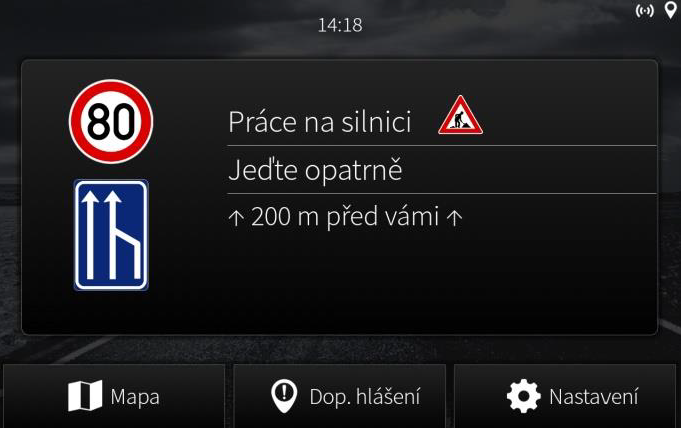 14:18
80
Práce na silnici
Jeďte opatrně
↑ 200 m před vámi ↑
Mapa
Dop. hlášení
Nastavení